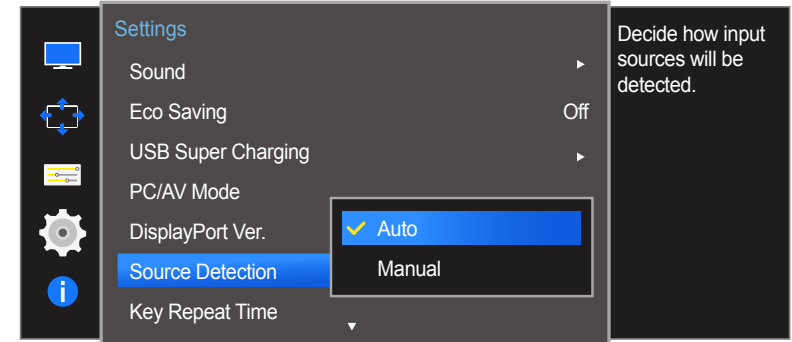 Settings
Sound
Eco Saving Off
USB Super Charging
PC/AV Mode
DisplayPort Ver.
Source Detection
Key Repeat Time
Auto
Manual
Decide how input
sources will be
detected.